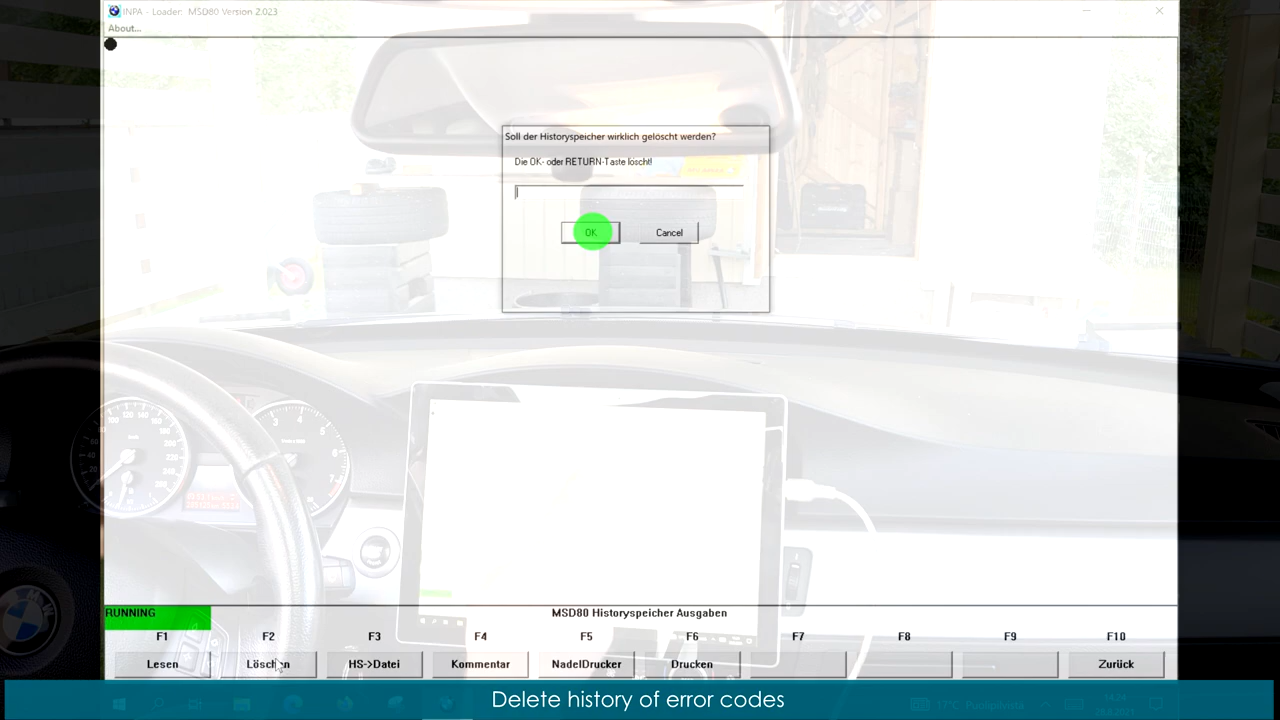 INPA - Loader: MSD80 Version 2.023
About...
Soll der Historyspeicher wirklich gelöscht werden?
Die OK- oder RETURN-Taste löscht!
OK Cancel
RUNNING
MSD80 Historyspeicher Ausgaben
F1 F2 F3 F4 F5 F6 F7 F8 F9 F10
Lesen Löschen HS->Datei Kommentar NadelDrucker Drucken Zurück
Delete history of error codes
17°C Puolipilvistä